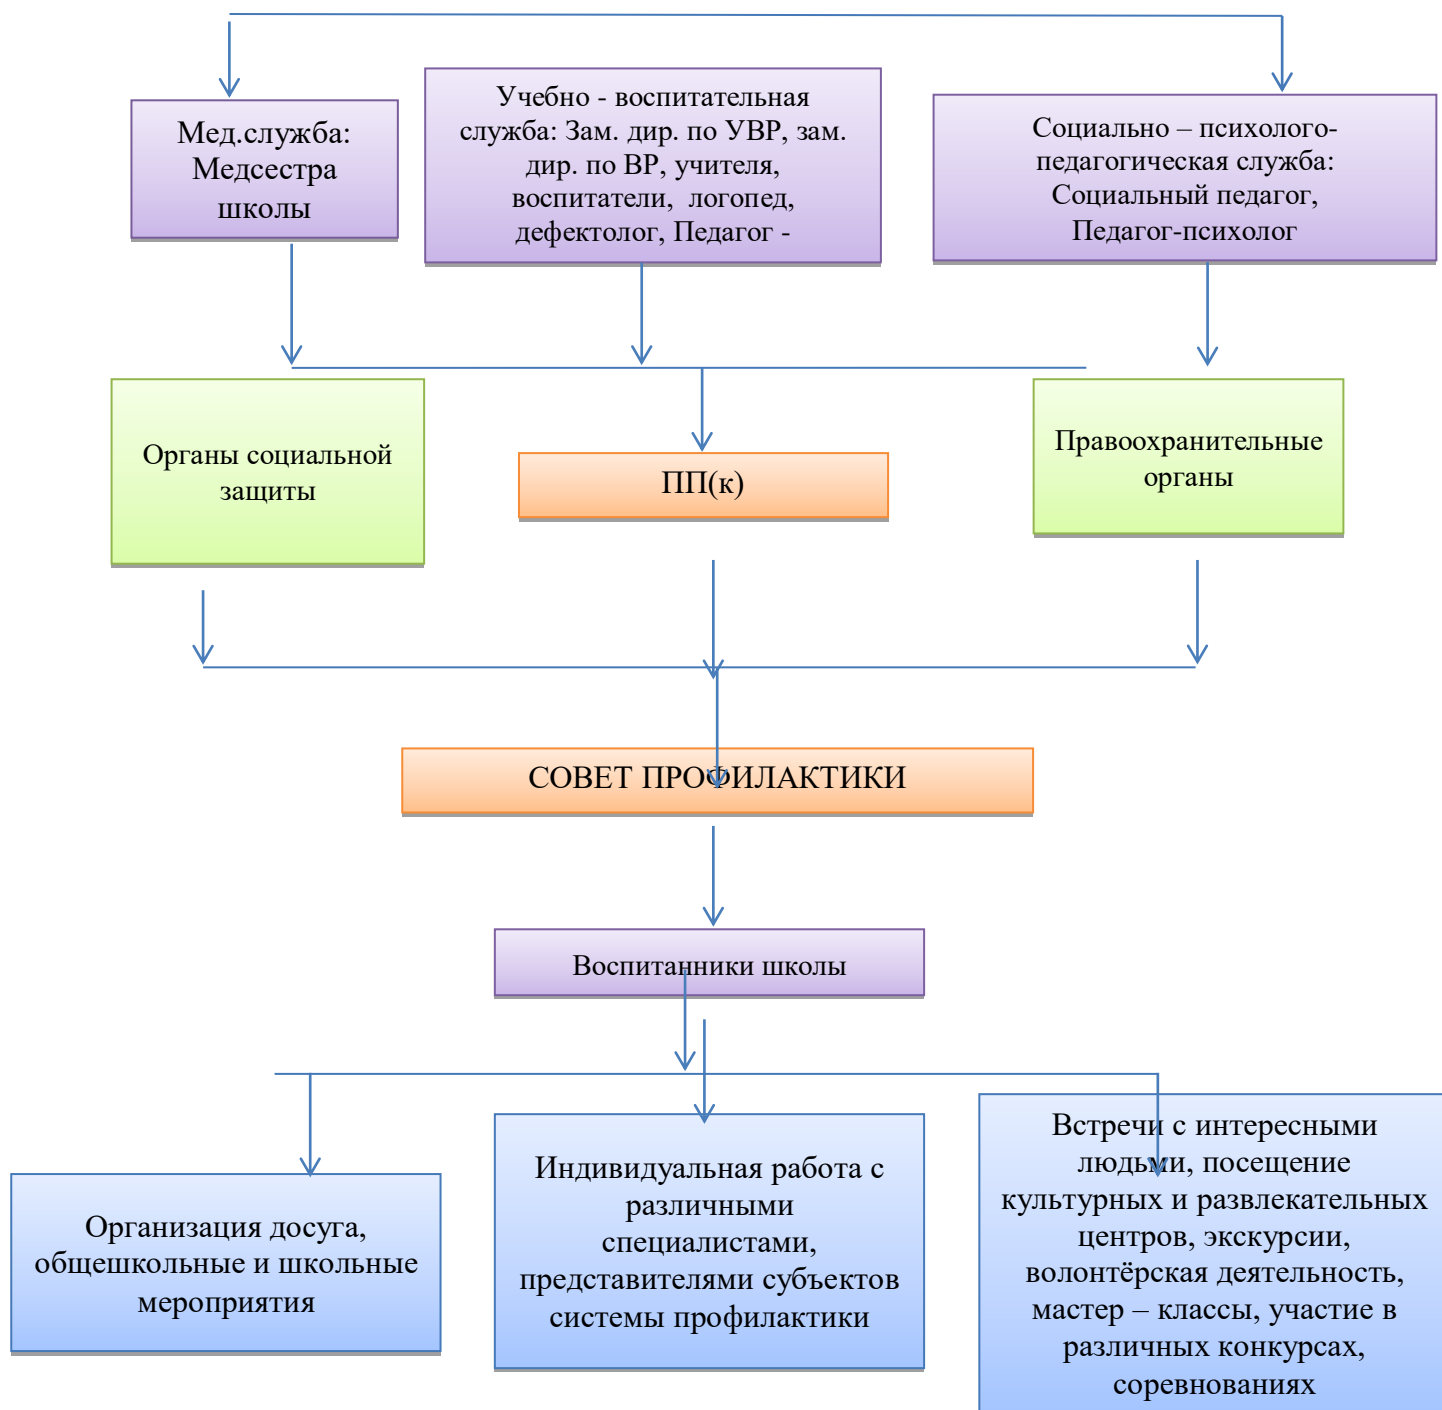 Мед.служба:
Медсестра
школы
Учебно - воспитательная
служба: Зам. дир. по УВР, зам.
дир. по ВР, учителя,
воспитатели, логопед,
дефектолог, Педагог -
Социально – психолого-
педагогическая служба:
Социальный педагог,
Педагог-психолог
Органы социальной
защиты
ПП(к)
Правоохранительные
органы
СОВЕТ ПРОФИЛАКТИКИ
Воспитанники школы
Организация досуга,
общешкольные и школьные
мероприятия
Индивидуальная работа с
различными
специалистами,
представителями субъектов
системы профилактики
Встречи с интересными
людьми, посещение
культурных и развлекательных
центров, экскурсии,
волонтёрская деятельность,
мастер – классы, участие в
различных конкурсах,
соревнованиях